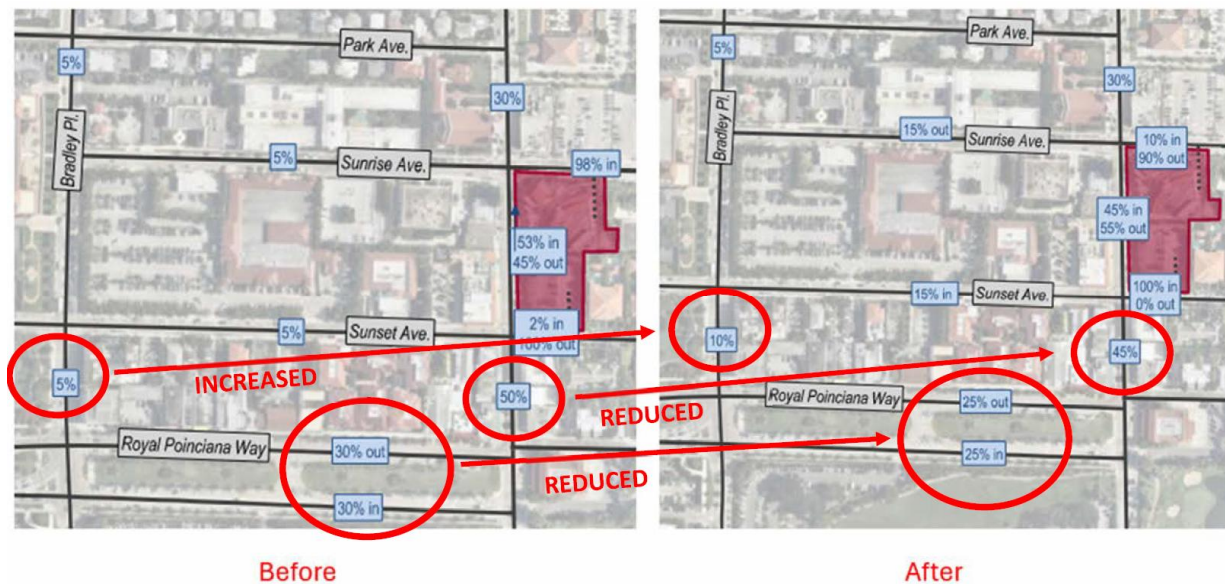 Park Ave.
5%
30%
Bradley Pl.
5%
Sunrise Ave.
98% in
53% in
45% out
5%
Sunset Ave.
2% in
100% out
5%
INCREASED
50%
Royal Poinciana Way
30% out
30% in
REDUCED
REDUCED
Before
Park Ave.
5%
30%
Bradley Pl.
15% out
Sunrise Ave.
10% in
90% out
45% in
55% out
15% in
Sunset Ave.
100% in
0% out
10%
45%
Royal Poinciana Way
25% out
25% in
After